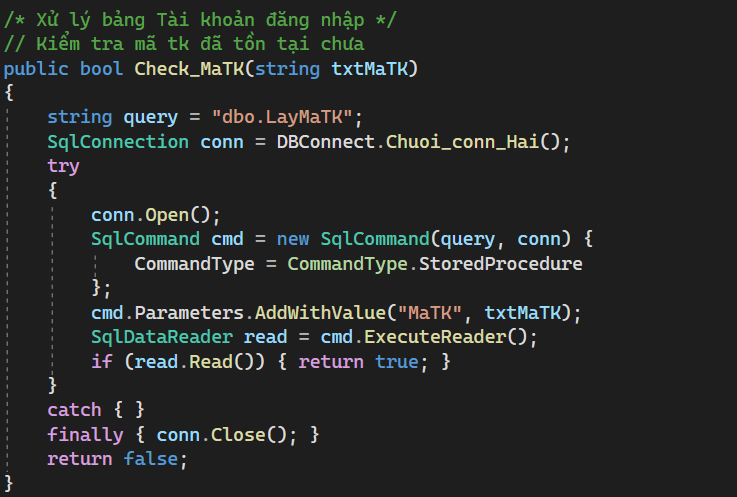 /* Xử lý bảng Tài khoản đăng nhập */
// Kiểm tra mã tk đã tồn tại chưa
public bool Check_MaTK(string txtMaTK)
{
    string query = "dbo.LayMaTK";
    SqlConnection conn = DBConnect.Chuoi_conn_Hai();
    try
    {
        conn.Open();
        SqlCommand cmd = new SqlCommand(query, conn) {
            CommandType = CommandType.StoredProcedure
        };
        cmd.Parameters.AddWithValue("MaTK", txtMaTK);
        SqlDataReader read = cmd.ExecuteReader();
        if (read.Read()) { return true; }
    }
    catch { }
    finally { conn.Close(); }
    return false;
}